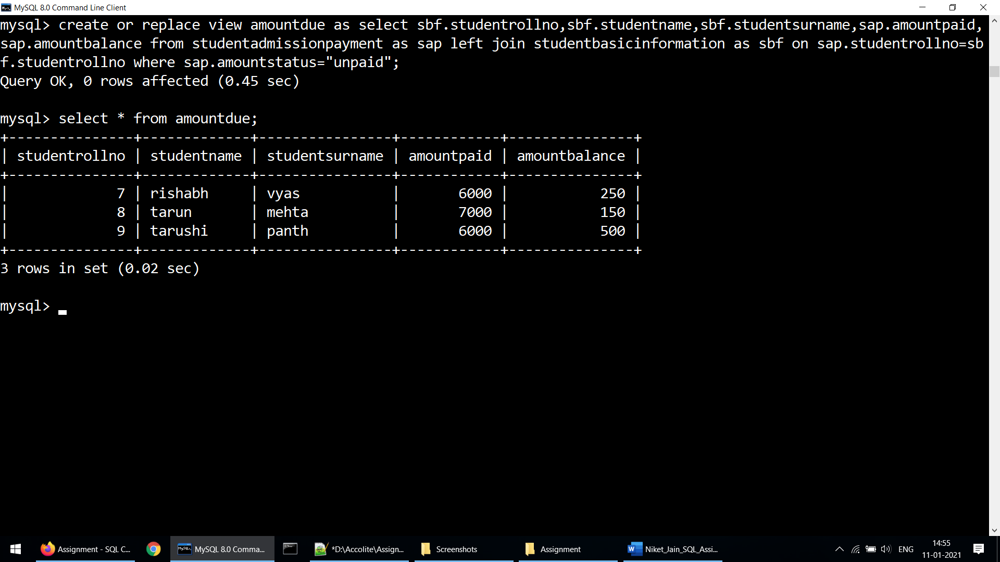 MySQL 8.0 Command Line Client
mysql> create or replace view amountdue as select sbf.studentrollno,sbf.studentname,sbf.studentsurname,sap.amountpaid,
sap.amountbalance from studentadmissionpayment as sap left join studentbasicinformation as sbf on sap.studentrollno=sb
f.studentrollno where sap.amountstatus="unpaid";
Query OK, 0 rows affected (0.45 sec)
mysql> select * from amountdue;
+---------------+-------------+----------------+------------+---------------+
| studentrollno | studentname | studentsurname | amountpaid | amountbalance |
+---------------+-------------+----------------+------------+---------------+
|             7 | rishabh     | vyas           |       6000 |           250 |
|             8 | tarun       | mehta          |       7000 |           150 |
|             9 | tarushi     | panth          |       6000 |           500 |
+---------------+-------------+----------------+------------+---------------+
3 rows in set (0.02 sec)
mysql>
Assignment - SQL C... MySQL 8.0 Comma... *D:\Accolite\Assign... Screenshots Assignment Niket_Jain_SQL_Assi... ENG 14:55
11-01-2021